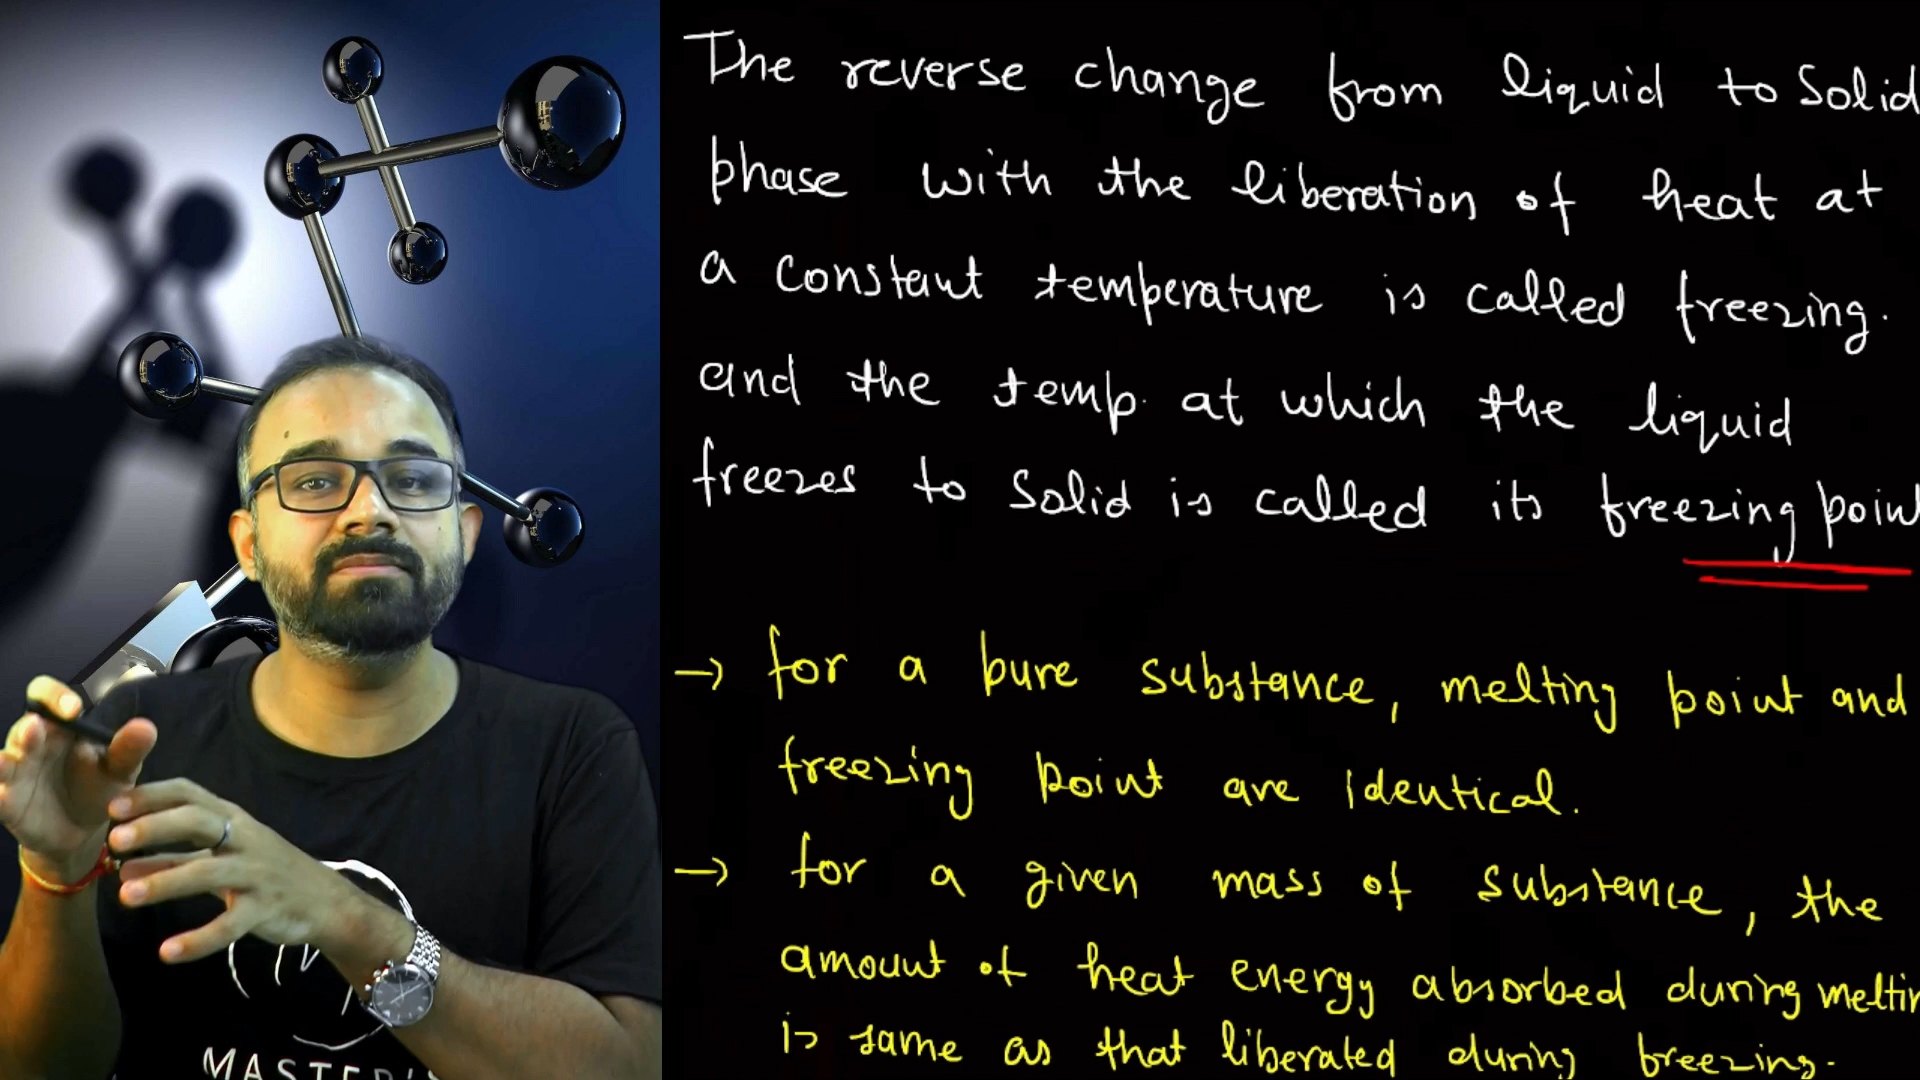 The reverse change from liquid to Solid
phase with the liberation of heat at
a constant temperature is called freezing.
and the temp. at which the liquid
freezes to Solid is called its freezing point
→ for a pure substance, melting point and
freezing point are identical.
→ for a given mass of substance, the
amount of heat energy absorbed during meltin
is same as that liberated during freezing.
MASTER'S